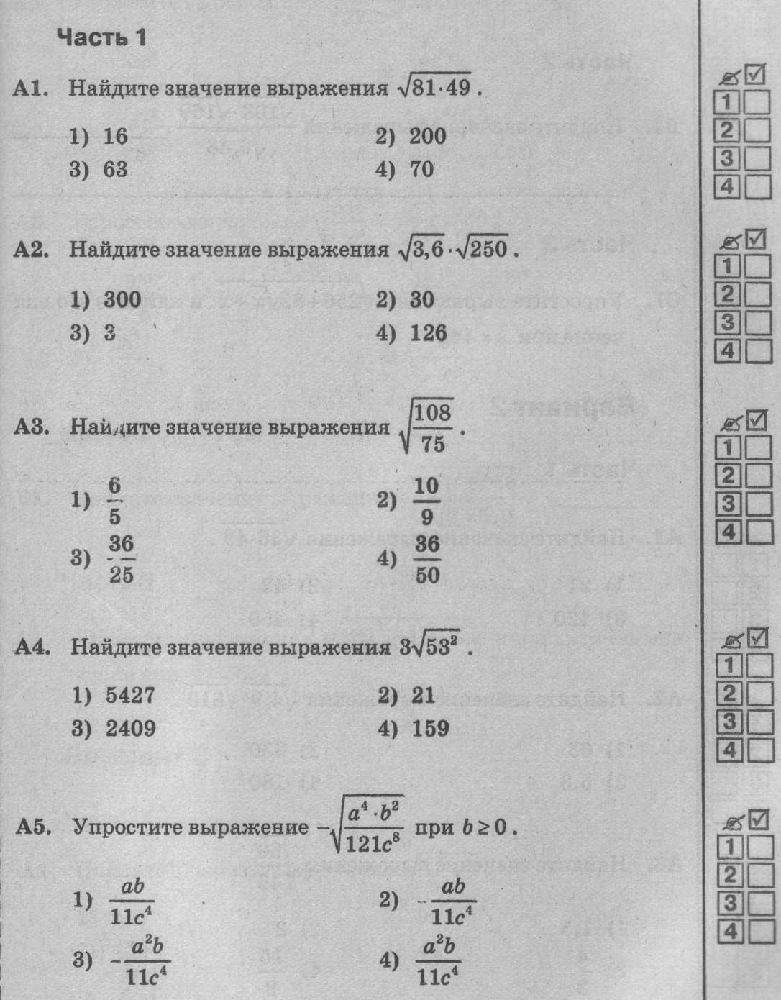 Часть 1
А1. Найдите значение выражения √81·49 .
1) 16 2) 200
3) 63 4) 70
1
2
3
4
А2. Найдите значение выражения √3,6·√250 .
1) 300 2) 30
3) 3 4) 126
1
2
3
4
А3. Найдите значение выражения √(108/75) .
1) 6/5 2) 10/9
3) 36/25 4) 36/50
1
2
3
4
А4. Найдите значение выражения 3√53² .
1) 5427 2) 21
3) 2409 4) 159
1
2
3
4
А5. Упростите выражение −√(a⁴·b²/121c⁸) при b ≥ 0 .
1) ab/11c⁴ 2) −ab/11c⁴
3) −a²b/11c⁴ 4) a²b/11c⁴
1
2
3
4